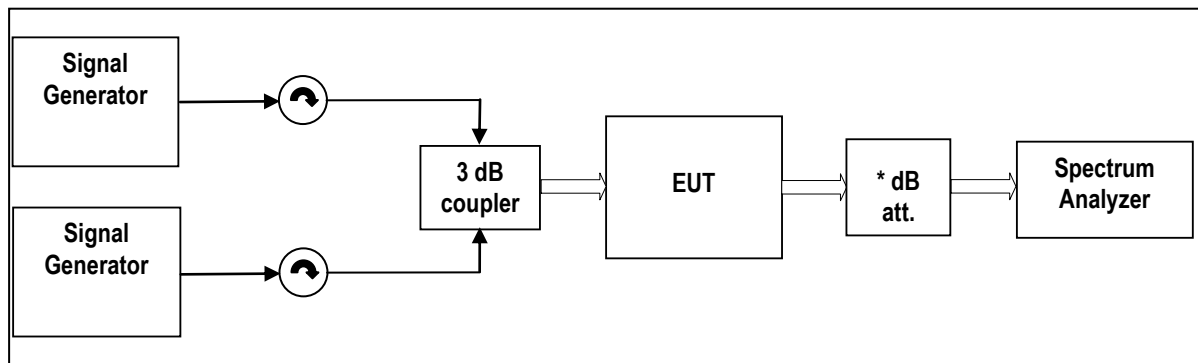 Signal
Generator
3 dB
coupler
EUT
* dB
att.
Spectrum
Analyzer
Signal
Generator